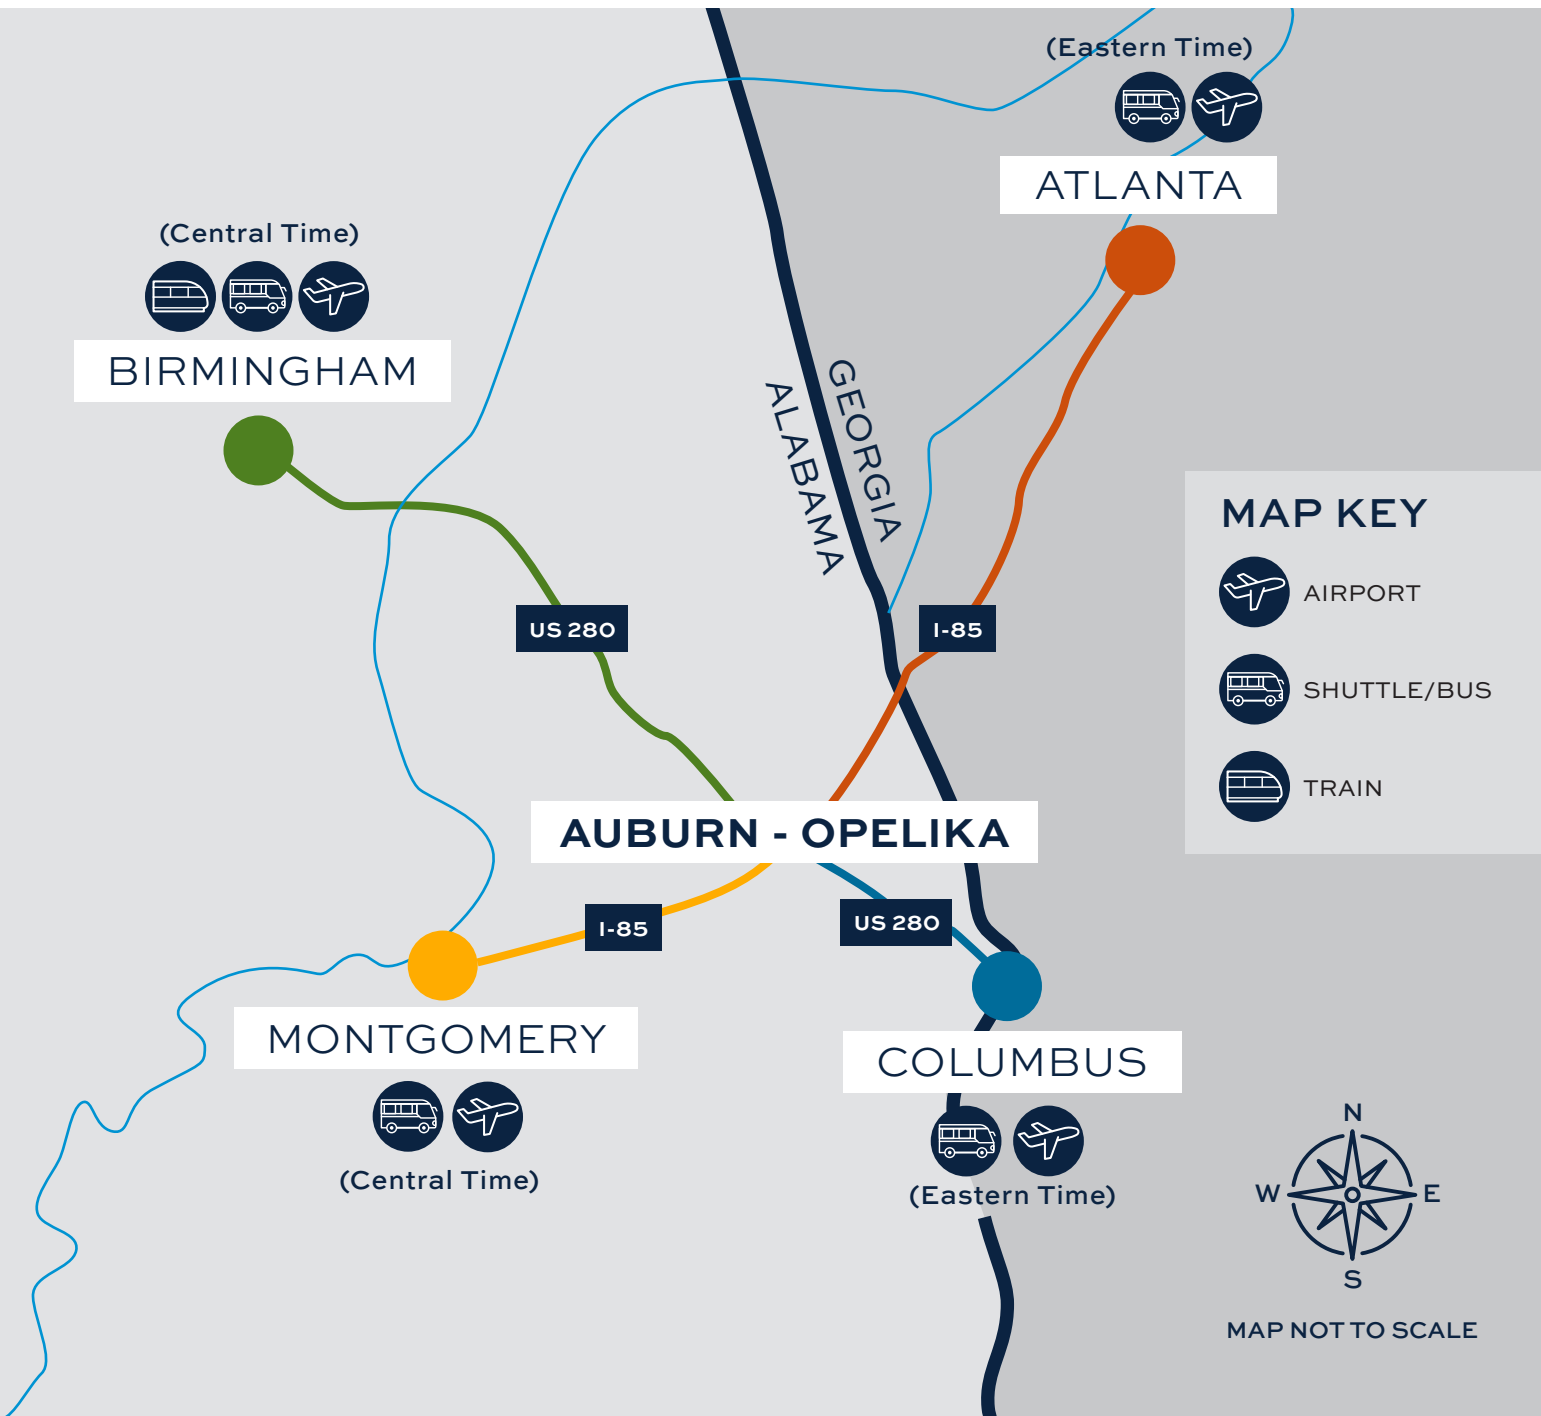 (Eastern Time)
ATLANTA
(Central Time)
BIRMINGHAM
GEORGIA
ALABAMA
MAP KEY
AIRPORT
SHUTTLE/BUS
TRAIN
US 280
I-85
AUBURN - OPELIKA
I-85
US 280
MONTGOMERY
(Central Time)
COLUMBUS
(Eastern Time)
N
W
E
S
MAP NOT TO SCALE